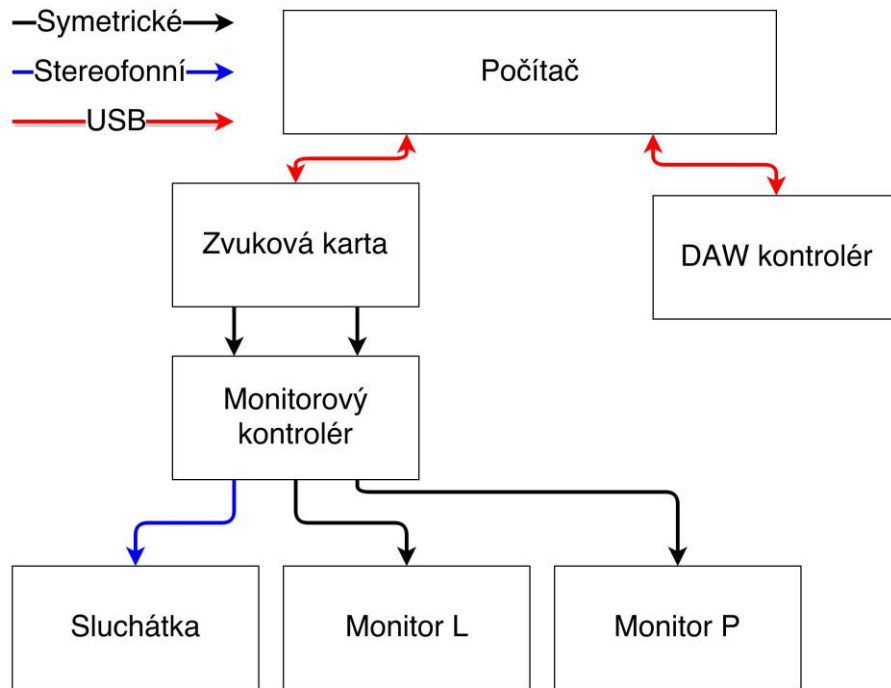 Symetrické
Stereofonní
USB
Počítač
Zvuková karta
DAW kontrolér
Monitorový
kontrolér
Sluchátka
Monitor L
Monitor P